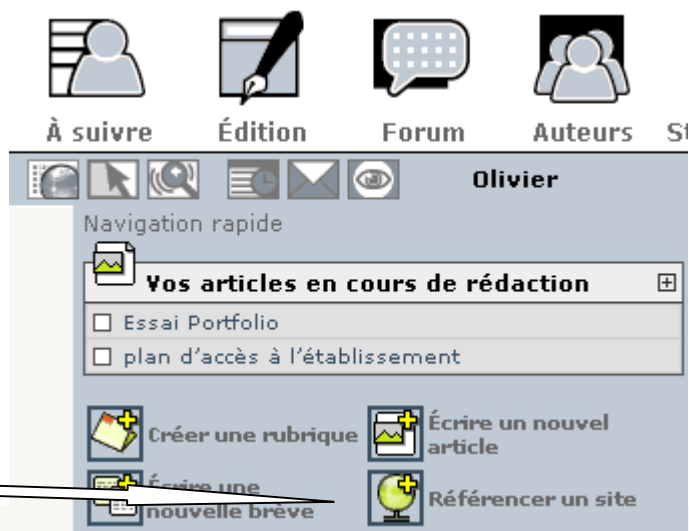 À suivre Édition Forum Auteurs St
Olivier
Navigation rapide
Vos articles en cours de rédaction
Essai Portfolio
plan d'accès à l'établissement
Créer une rubrique
Écrire un nouvel
article
Écrire une
nouvelle brève
Référencer un site